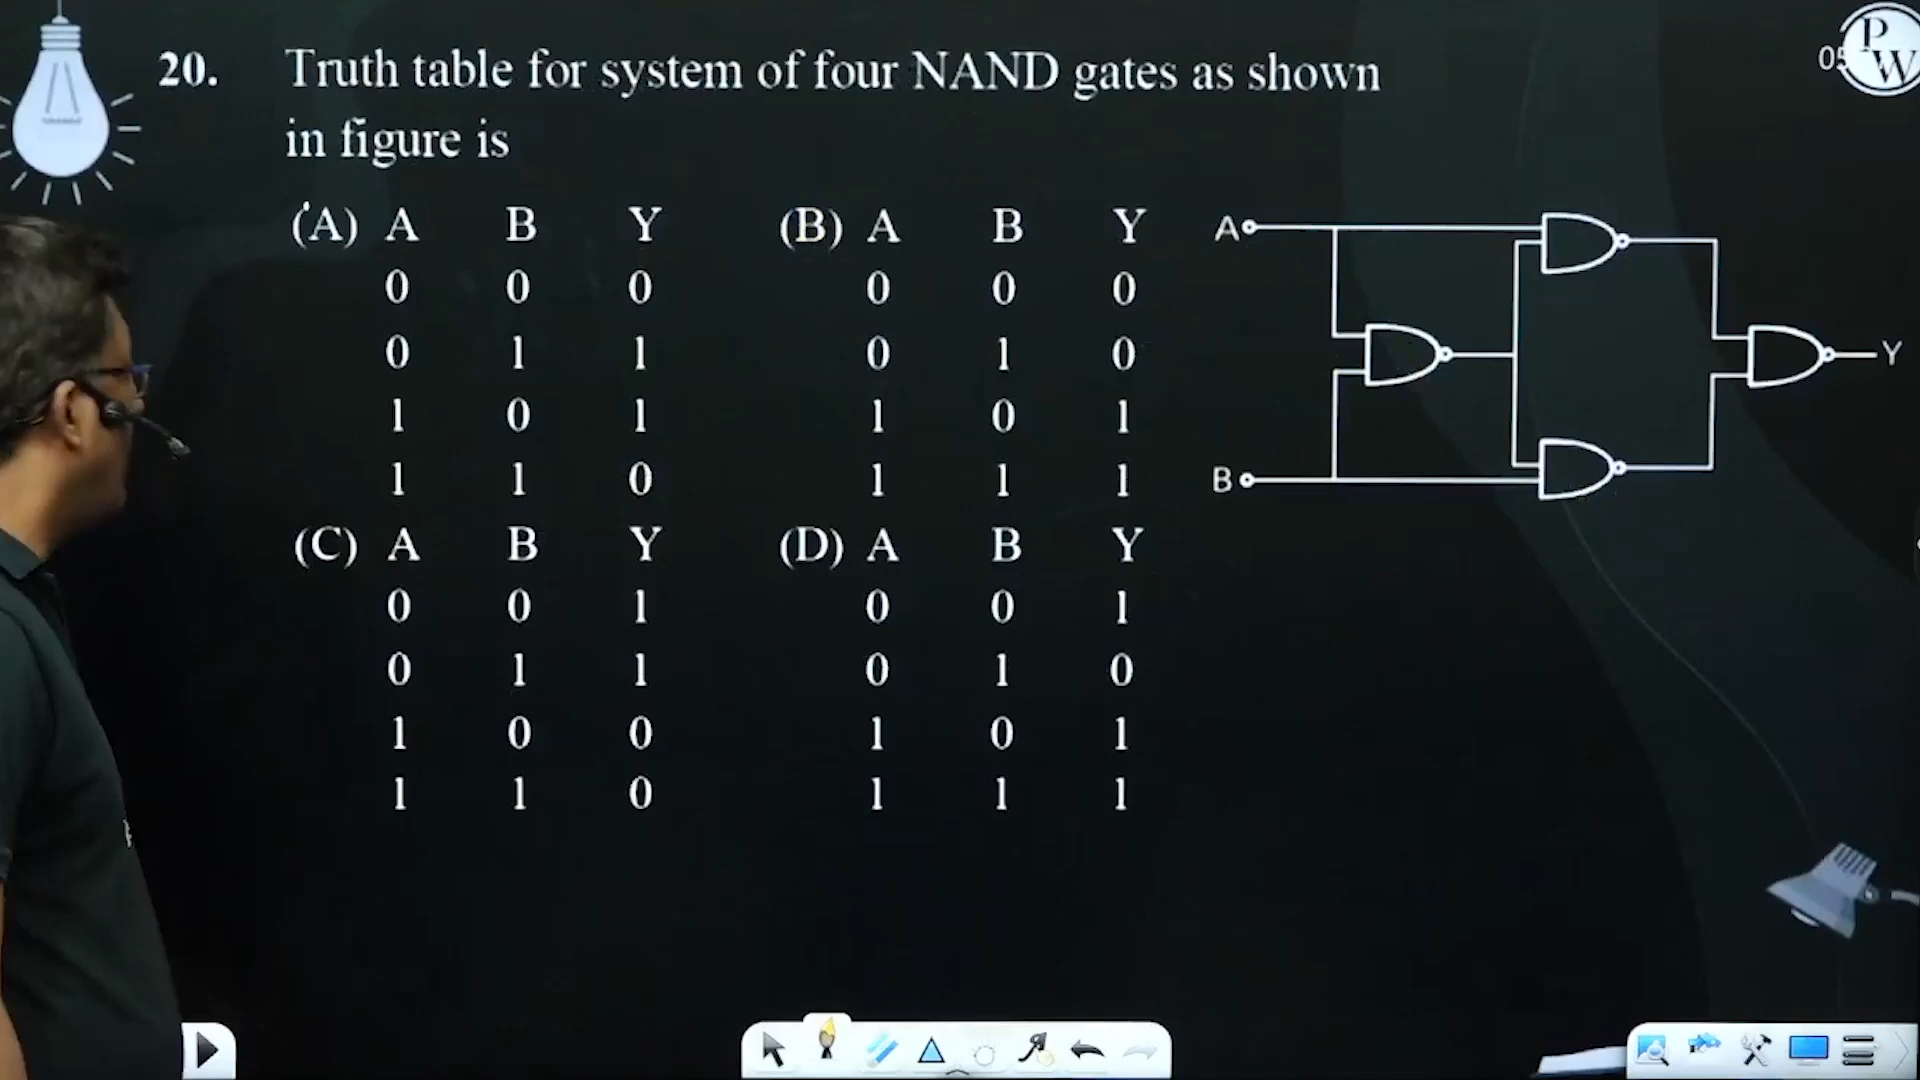 20. Truth table for system of four NAND gates as shown
in figure is
(A) A B Y
0 0 0
0 1 1
1 0 1
1 1 0
(B) A B Y
0 0 0
0 1 0
1 0 1
1 1 1
(C) A B Y
0 0 1
0 1 1
1 0 0
1 1 0
(D) A B Y
0 0 1
0 1 0
1 0 1
1 1 1
A
B
Y
PW